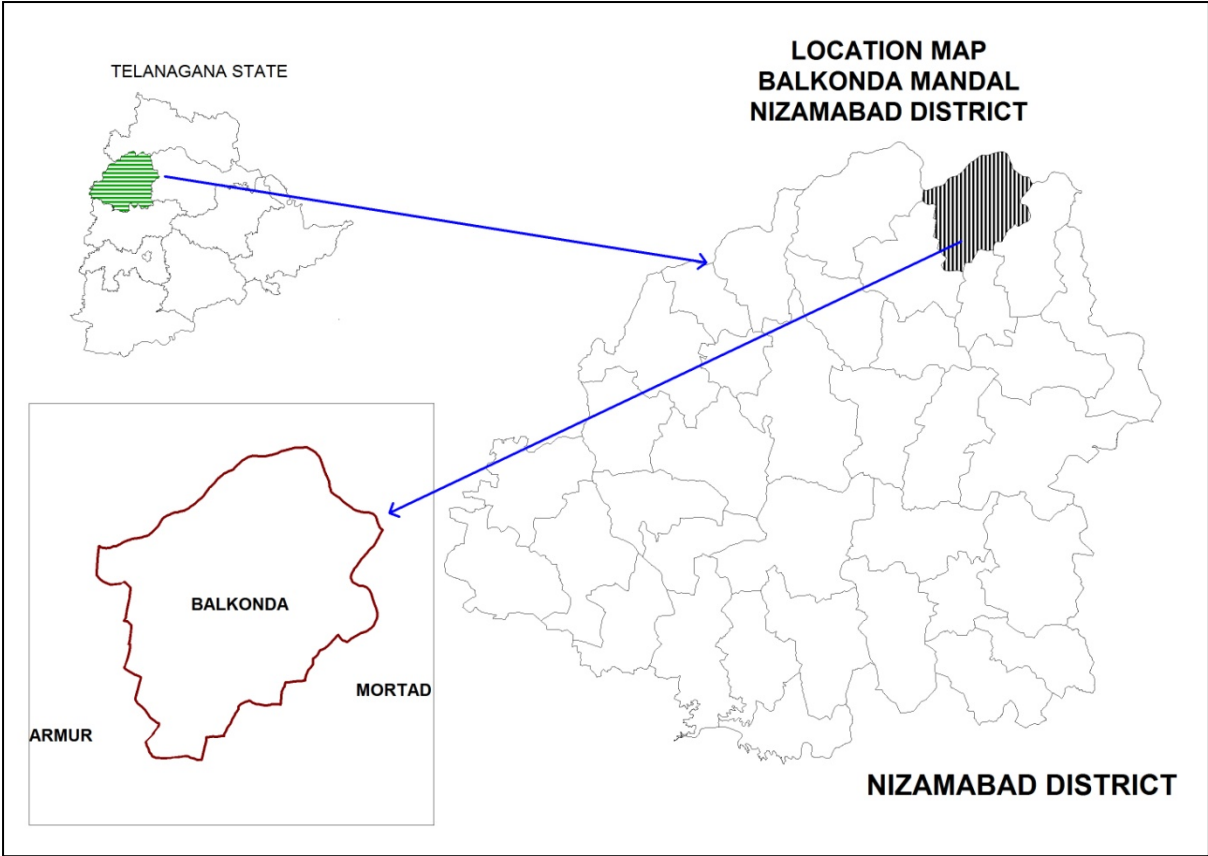 TELANAGANA STATE
LOCATION MAP
BALKONDA MANDAL
NIZAMABAD DISTRICT
BALKONDA
MORTAD
ARMUR
NIZAMABAD DISTRICT